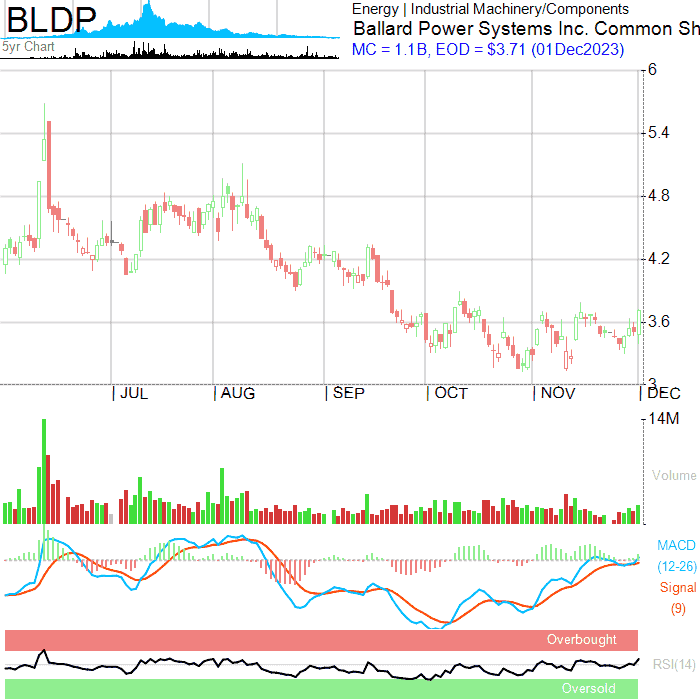 BLDP
5yr Chart
Energy | Industrial Machinery/Components
Ballard Power Systems Inc. Common Sh
MC = 1.1B, EOD = $3.71 (01Dec2023)
6
5.4
4.8
4.2
3.6
3
| JUL | AUG | SEP | OCT | NOV | DEC
14M
Volume
MACD
(12-26)
Signal
(9)
Overbought
RSI(14)
Oversold